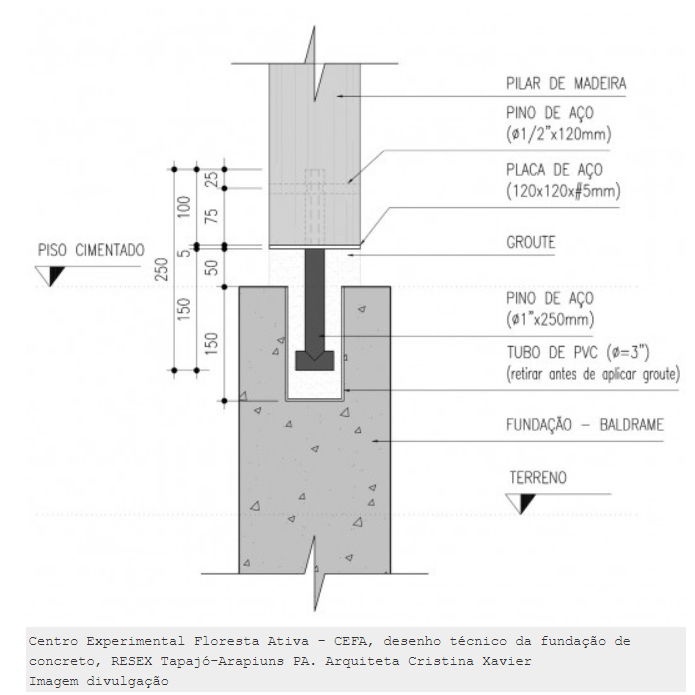 PILAR DE MADEIRA
PINO DE AÇO
(ø1/2"x120mm)
PLACA DE AÇO
(120x120x#5mm)
GROUTE
PISO CIMENTADO
25
100
75
5
50
250
150
150
PINO DE AÇO
(ø1"x250mm)
TUBO DE PVC (ø=3")
(retirar antes de aplicar groute)
FUNDAÇÃO - BALDRAME
TERRENO
Centro Experimental Floresta Ativa – CEFA, desenho técnico da fundação de
concreto, RESEX Tapajó-Arapiuns PA. Arquiteta Cristina Xavier
Imagem divulgação